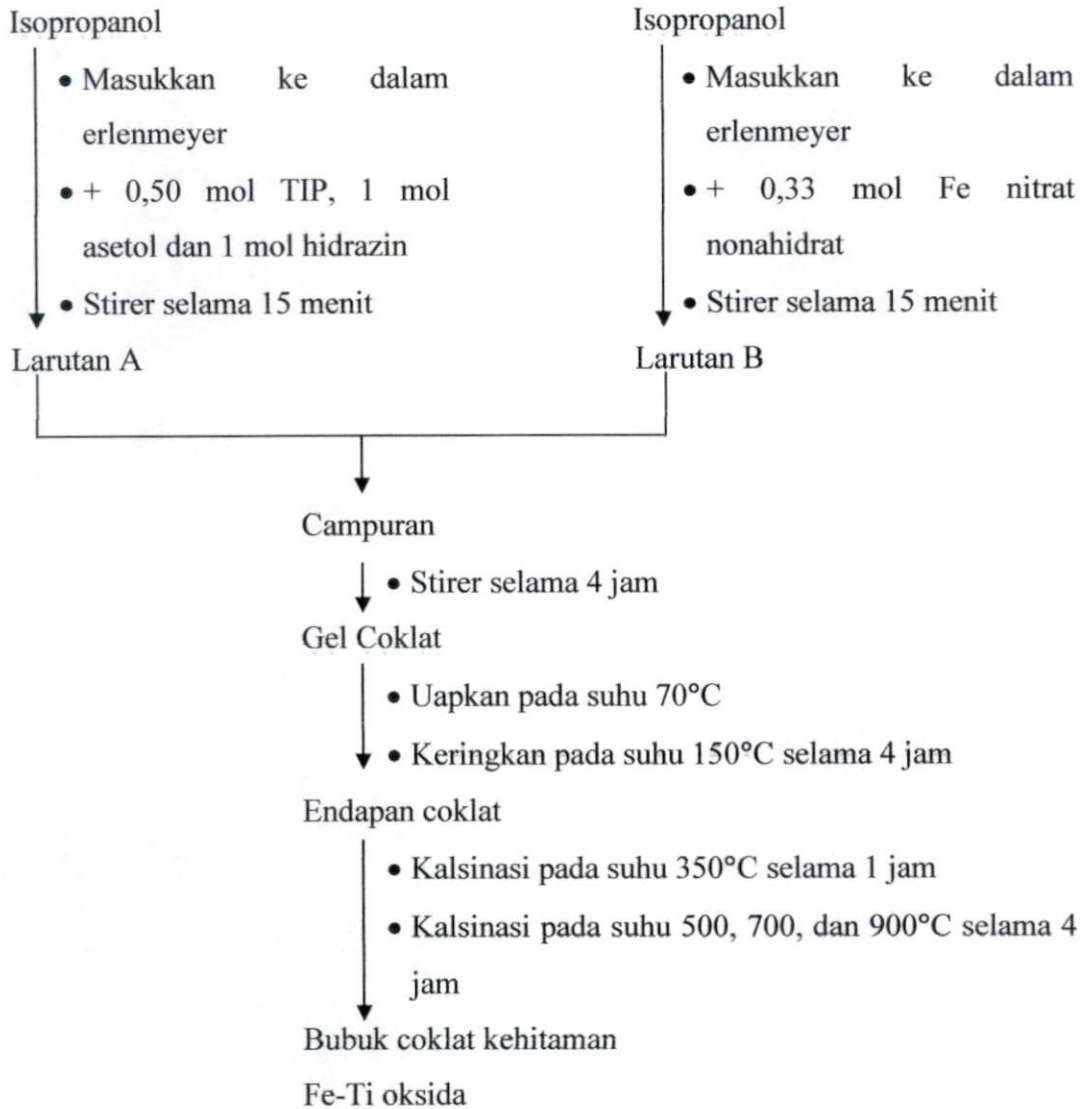 Isopropanol
• Masukkan ke dalam
erlenmeyer
• + 0,50 mol TIP, 1 mol
asetol dan 1 mol hidrazin
• Stirer selama 15 menit
Larutan A
Isopropanol
• Masukkan ke dalam
erlenmeyer
• + 0,33 mol Fe nitrat
nonahidrat
• Stirer selama 15 menit
Larutan B
Campuran
• Stirer selama 4 jam
Gel Coklat
• Uapkan pada suhu 70°C
• Keringkan pada suhu 150°C selama 4 jam
Endapan coklat
• Kalsinasi pada suhu 350°C selama 1 jam
• Kalsinasi pada suhu 500, 700, dan 900°C selama 4
jam
Bubuk coklat kehitaman
Fe-Ti oksida